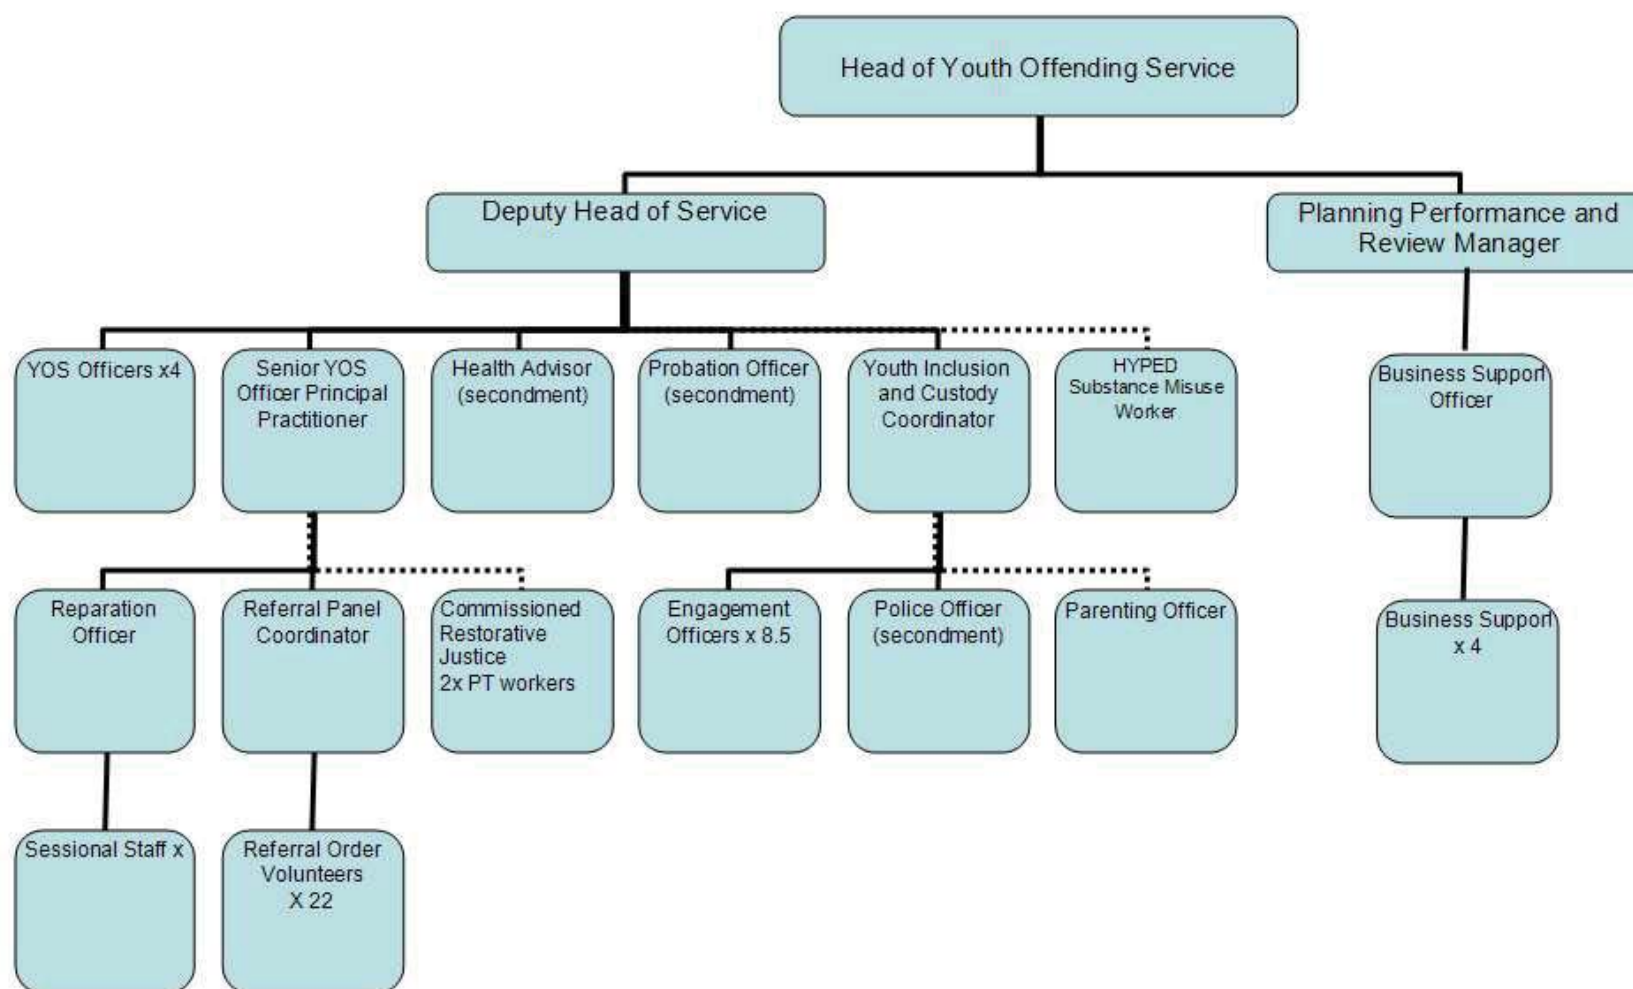 Head of Youth Offending Service
Deputy Head of Service
Planning Performance and
Review Manager
YOS Officers x4
Senior YOS
Officer Principal
Practitioner
Health Advisor
(secondment)
Probation Officer
(secondment)
Youth Inclusion
and Custody
Coordinator
HYPED
Substance Misuse
Worker
Business Support
Officer
Reparation
Officer
Referral Panel
Coordinator
Commissioned
Restorative
Justice
2x PT workers
Engagement
Officers x 8.5
Police Officer
(secondment)
Parenting Officer
Business Support
x 4
Sessional Staff x
Referral Order
Volunteers
X 22